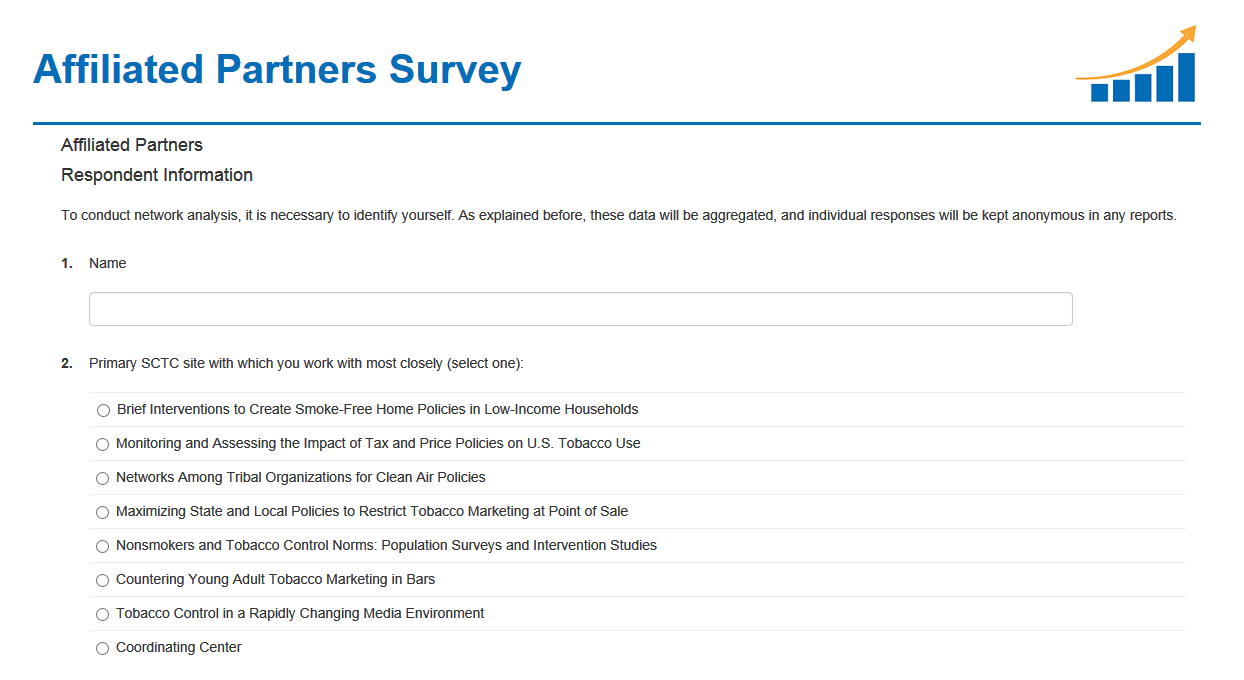 Affiliated Partners Survey
Affiliated Partners
Respondent Information
To conduct network analysis, it is necessary to identify yourself. As explained before, these data will be aggregated, and individual responses will be kept anonymous in any reports.
1. Name
2. Primary SCTC site with which you work with most closely (select one):
Brief Interventions to Create Smoke-Free Home Policies in Low-Income Households
Monitoring and Assessing the Impact of Tax and Price Policies on U.S. Tobacco Use
Networks Among Tribal Organizations for Clean Air Policies
Maximizing State and Local Policies to Restrict Tobacco Marketing at Point of Sale
Nonsmokers and Tobacco Control Norms: Population Surveys and Intervention Studies
Countering Young Adult Tobacco Marketing in Bars
Tobacco Control in a Rapidly Changing Media Environment
Coordinating Center